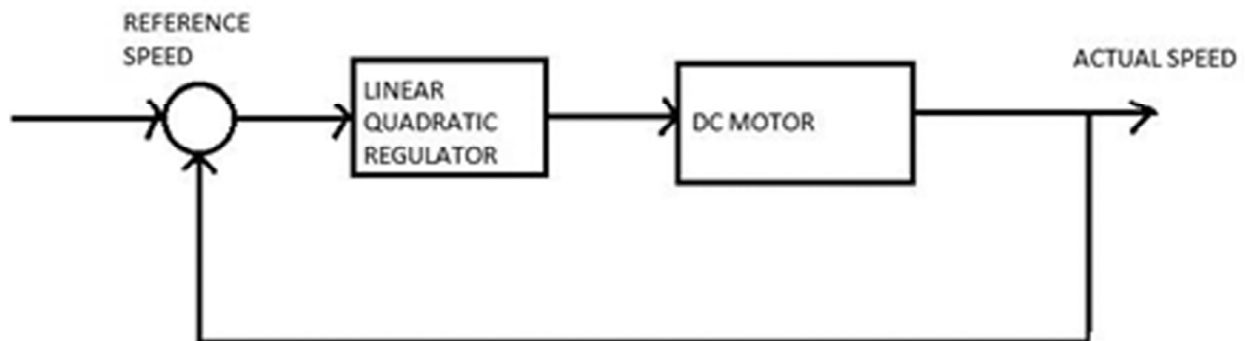 REFERENCE
SPEED
ACTUAL SPEED
LINEAR
QUADRATIC
REGULATOR
DC MOTOR